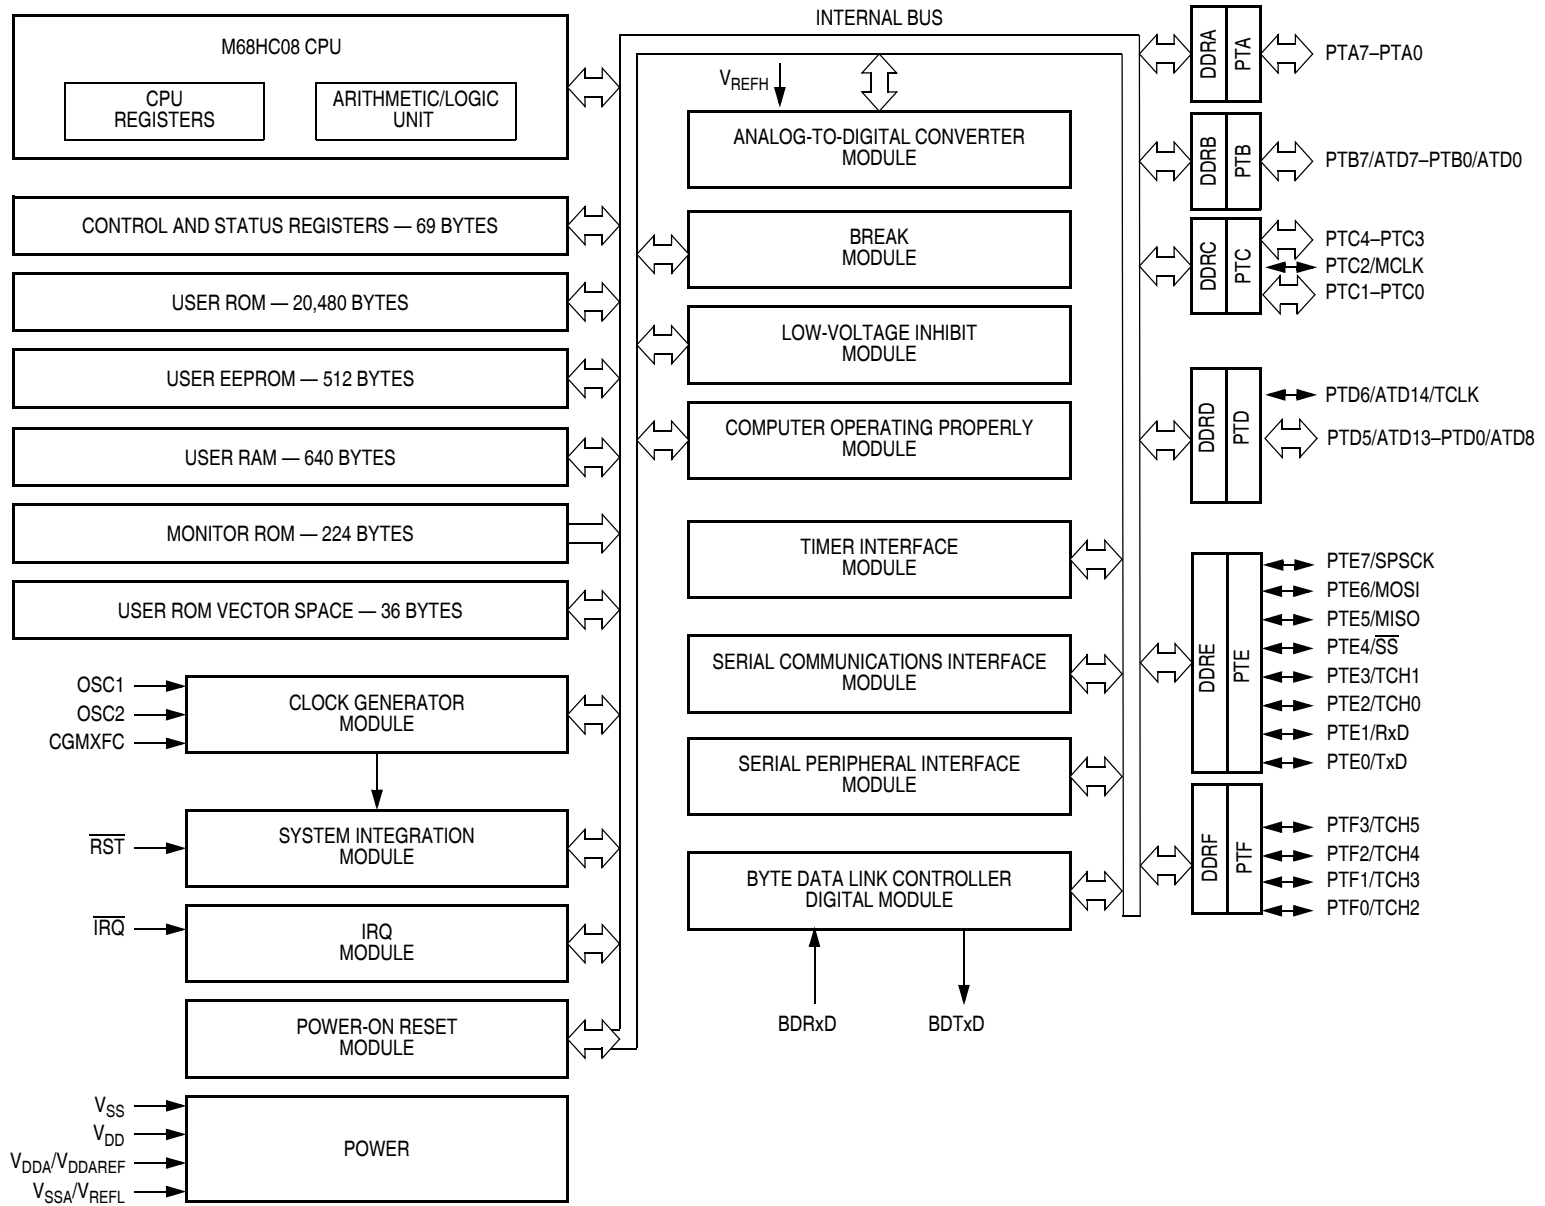 INTERNAL BUS
M68HC08 CPU
CPU
REGISTERS
ARITHMETIC/LOGIC
UNIT
CONTROL AND STATUS REGISTERS — 69 BYTES
USER ROM — 20,480 BYTES
USER EEPROM — 512 BYTES
USER RAM — 640 BYTES
MONITOR ROM — 224 BYTES
USER ROM VECTOR SPACE — 36 BYTES
OSC1
OSC2
CGMXFC
CLOCK GENERATOR
MODULE
RST
SYSTEM INTEGRATION
MODULE
IRQ
IRQ
MODULE
POWER-ON RESET
MODULE
VSS
VDD
VDDA/VDDAREF
VSSA/VREFL
POWER
VREFH
ANALOG-TO-DIGITAL CONVERTER
MODULE
BREAK
MODULE
LOW-VOLTAGE INHIBIT
MODULE
COMPUTER OPERATING PROPERLY
MODULE
TIMER INTERFACE
MODULE
SERIAL COMMUNICATIONS INTERFACE
MODULE
SERIAL PERIPHERAL INTERFACE
MODULE
BYTE DATA LINK CONTROLLER
DIGITAL MODULE
BDRxD
BDTxD
DDRA
PTA
PTA7–PTA0
DDRB
PTB
PTB7/ATD7–PTB0/ATD0
DDRC
PTC
PTC4–PTC3
PTC2/MCLK
PTC1–PTC0
DDRD
PTD
PTD6/ATD14/TCLK
PTD5/ATD13–PTD0/ATD8
DDRE
PTE
PTE7/SPSCK
PTE6/MOSI
PTE5/MISO
PTE4/SS
PTE3/TCH1
PTE2/TCH0
PTE1/RxD
PTE0/TxD
DDRF
PTF
PTF3/TCH5
PTF2/TCH4
PTF1/TCH3
PTF0/TCH2